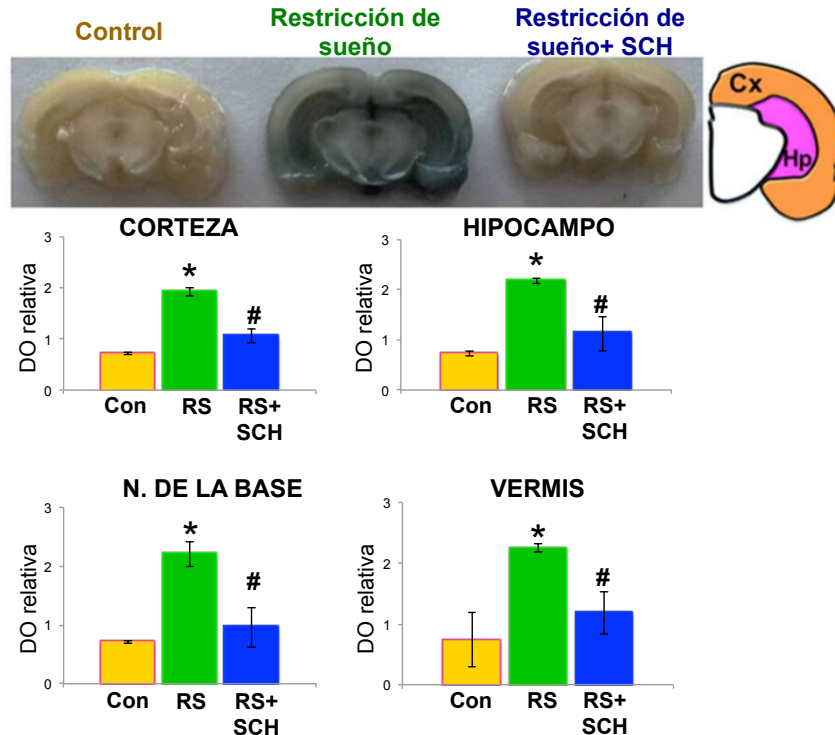 Control
Restricción de
sueño
Restricción de
sueño+ SCH
Cx
Hp
CORTEZA
DO relativa
3
2
1
0
*
#
Con
RS
RS+
SCH
HIPOCAMPO
DO relativa
3
2
1
0
*
#
Con
RS
RS+
SCH
N. DE LA BASE
DO relativa
3
2
1
0
*
#
Con
RS
RS+
SCH
VERMIS
DO relativa
3
2
1
0
*
#
Con
RS
RS+
SCH